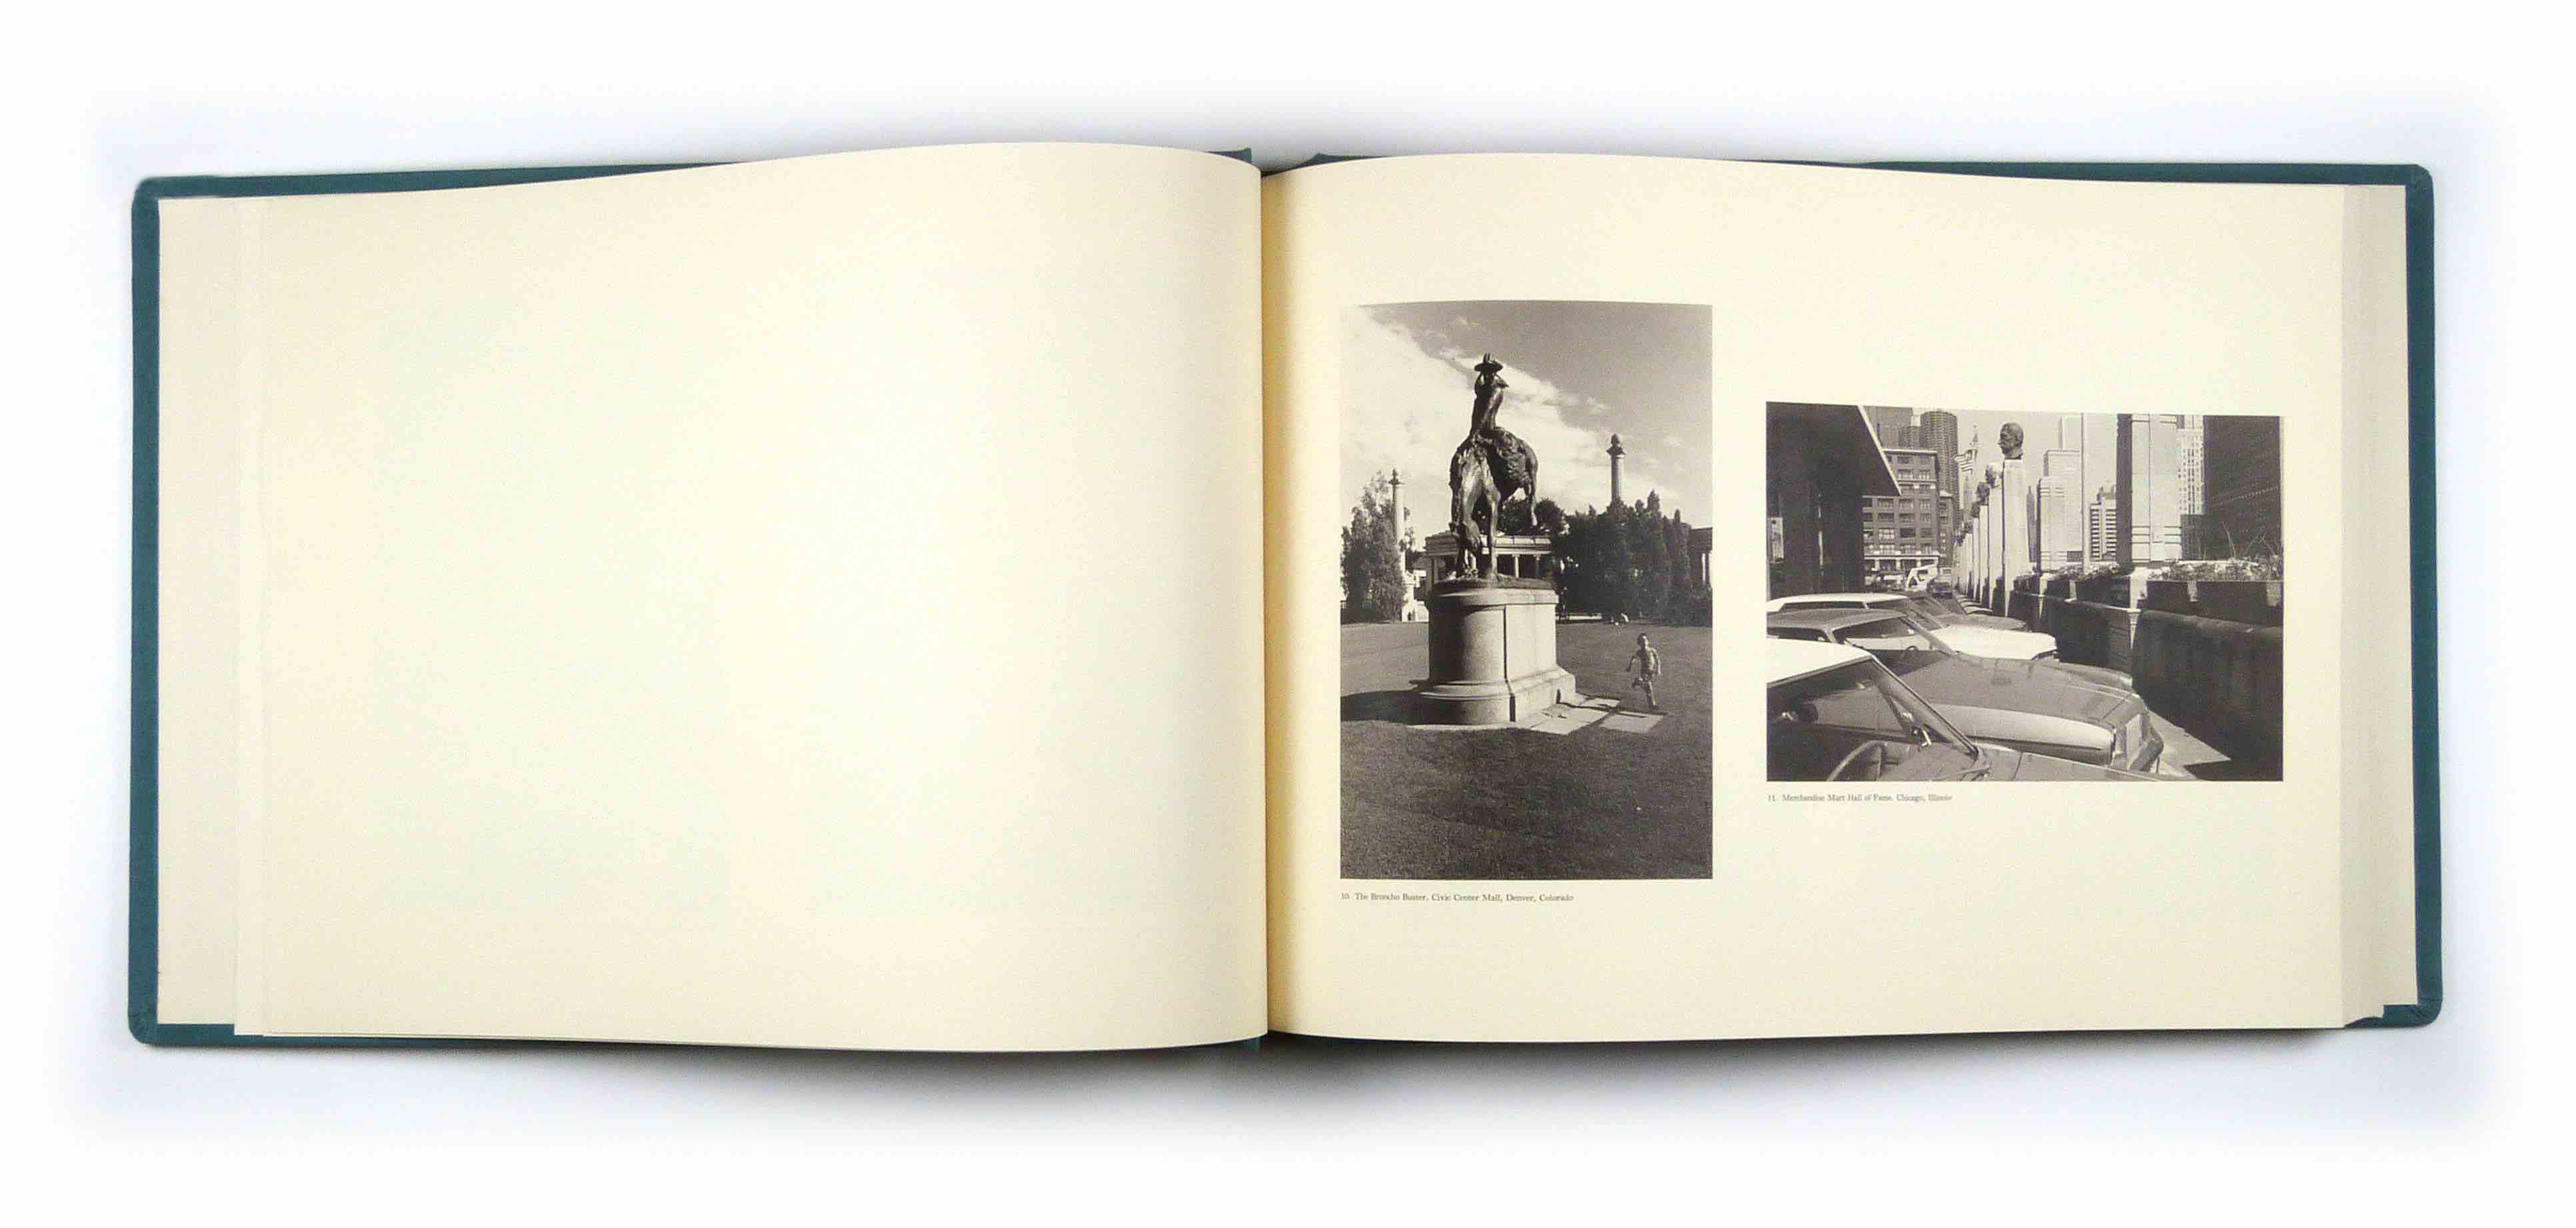 10. The Broncho Buster. Civic Center Mall, Denver, Colorado
11. Merchandise Mart Hall of Fame. Chicago, Illinois